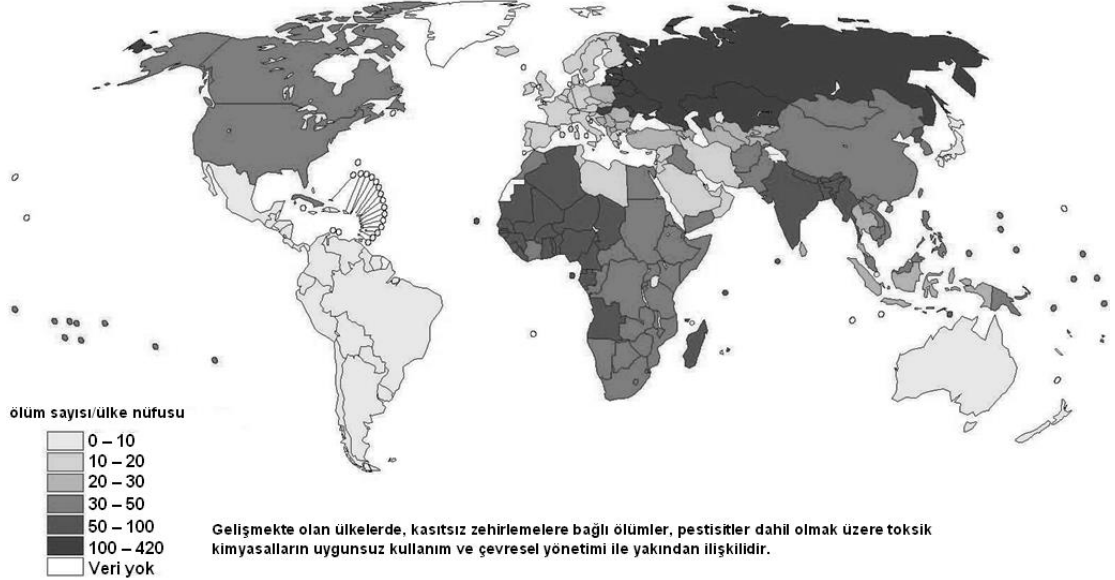 ölüm sayısı/ülke nüfusu
0 – 10
10 – 20
20 – 30
30 – 50
50 – 100
100 – 420
Veri yok
Gelişmekte olan ülkelerde, kasıtsız zehirlemelere bağlı ölümler, pestisitler dahil olmak üzere toksik
kimyasalların uygunsuz kullanım ve çevresel yönetimi ile yakından ilişkilidir.